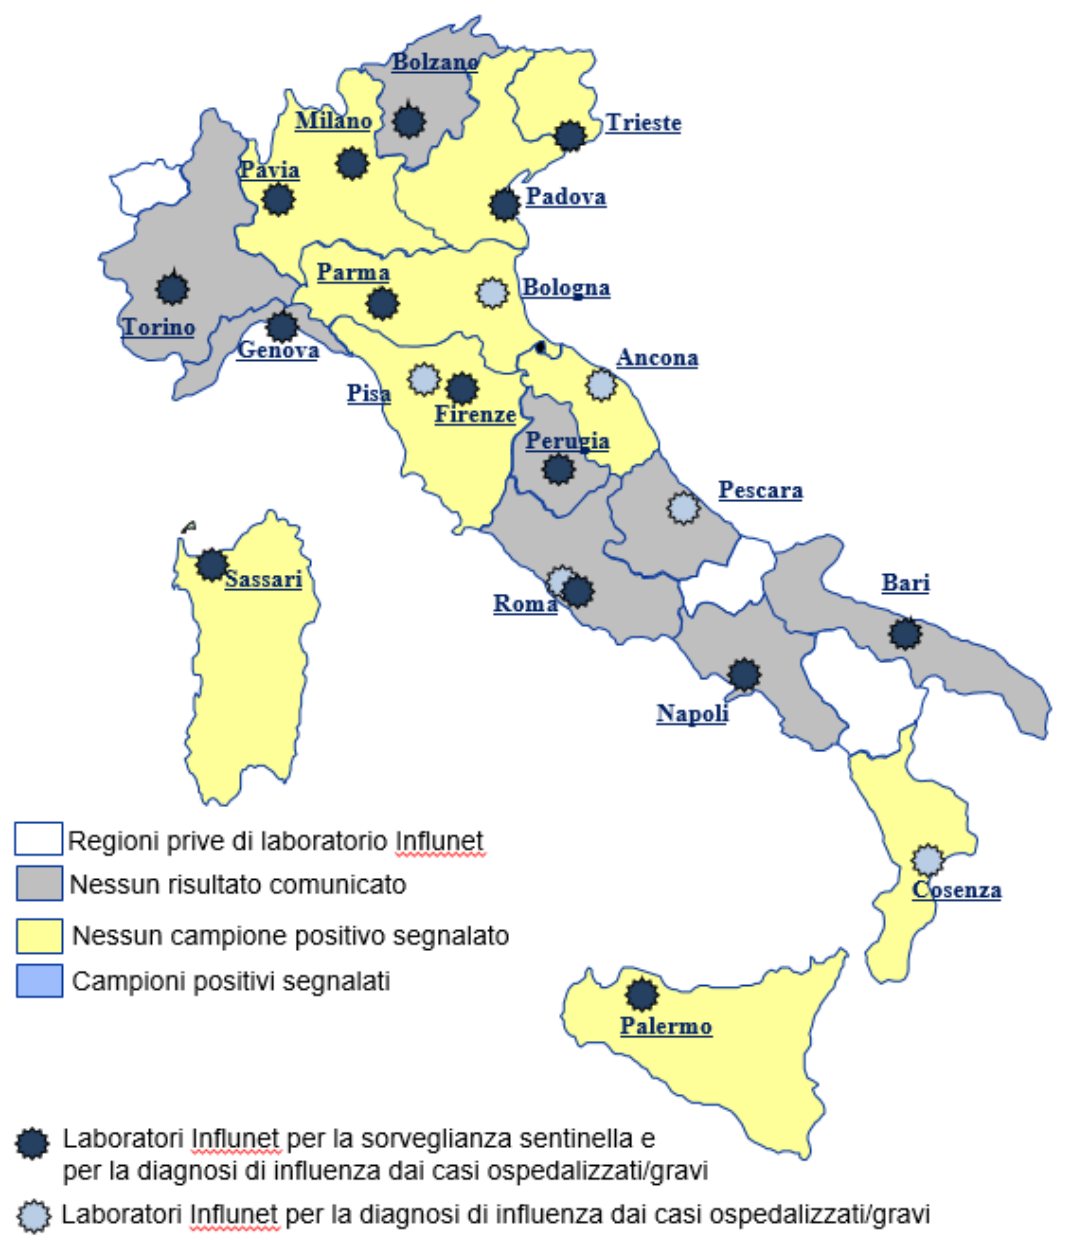 Bolzano
Milano
Trieste
Pavia
Padova
Parma
Bologna
Torino
Genova
Ancona
Pisa
Firenze
Perugia
Pescara
Sassari
Bari
Roma
Napoli
Regioni prive di laboratorio Influnet
Nessun risultato comunicato
Cosenza
Nessun campione positivo segnalato
Campioni positivi segnalati
Palermo
Laboratori Influnet per la sorveglianza sentinella e
per la diagnosi di influenza dai casi ospedalizzati/gravi
Laboratori Influnet per la diagnosi di influenza dai casi ospedalizzati/gravi